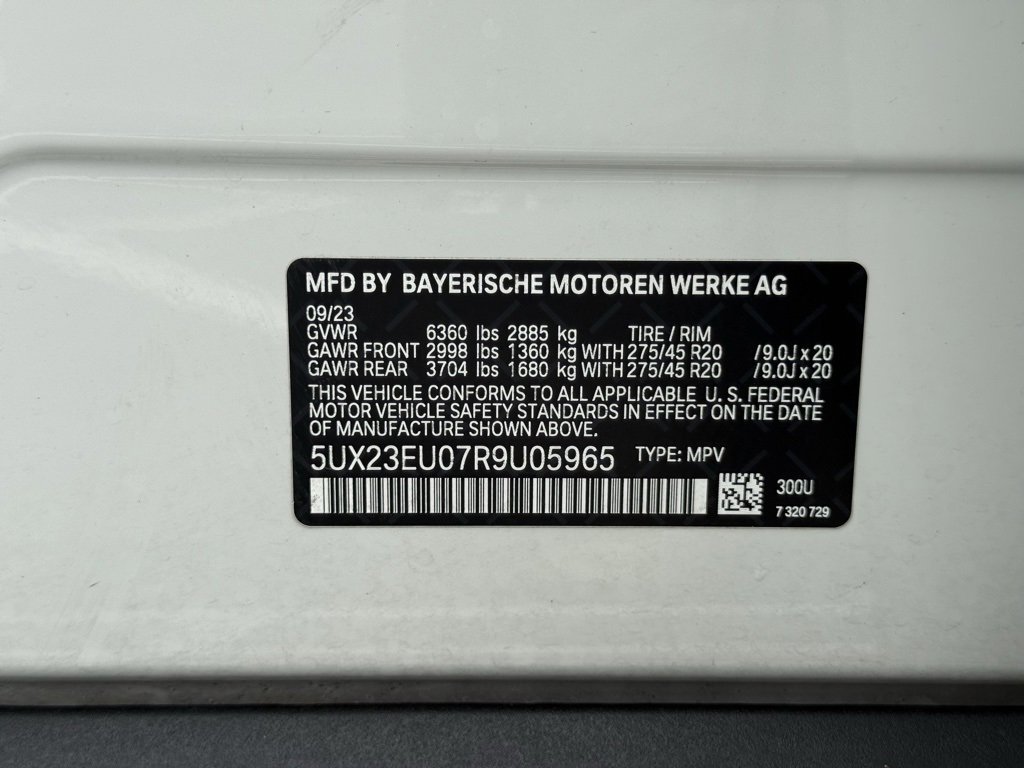 MFD BY BAYERISCHE MOTOREN WERKE AG
09/23
GVWR 6360 lbs 2885 kg TIRE / RIM
GAWR FRONT 2998 lbs 1360 kg WITH 275/45 R20 /9.0J x 20
GAWR REAR 3704 lbs 1680 kg WITH 275/45 R20 /9.0J x 20
THIS VEHICLE CONFORMS TO ALL APPLICABLE U. S. FEDERAL
MOTOR VEHICLE SAFETY STANDARDS IN EFFECT ON THE DATE
OF MANUFACTURE SHOWN ABOVE.
5UX23EU07R9U05965 TYPE: MPV
300U
7 320 729